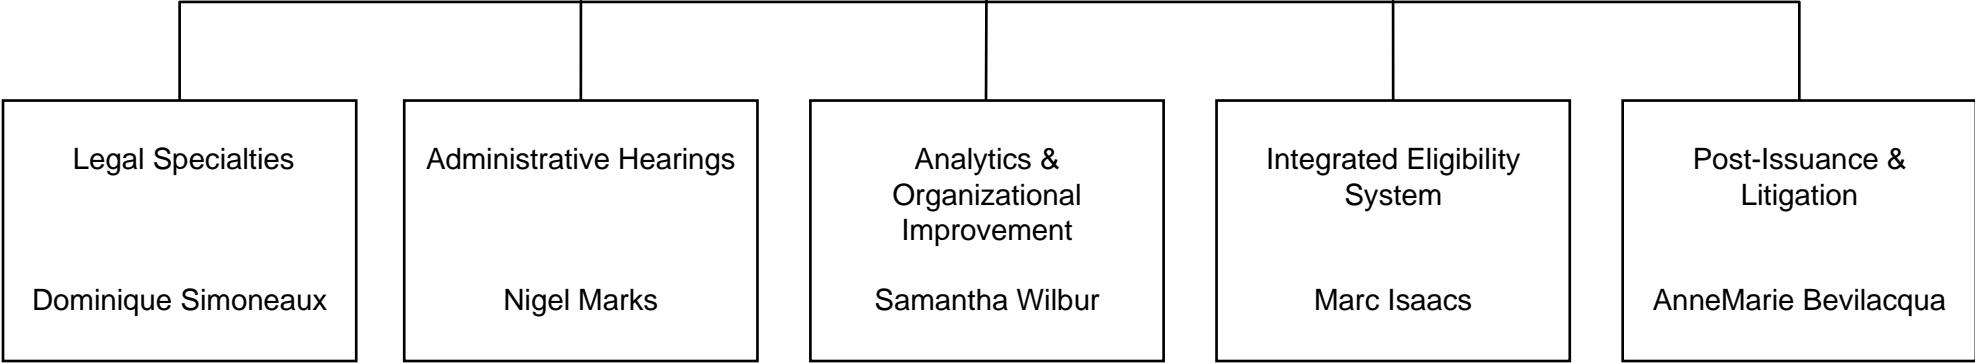 Legal Specialties
Dominique Simoneaux
Administrative Hearings
Nigel Marks
Analytics &
Organizational
Improvement
Samantha Wilbur
Integrated Eligibility
System
Marc Isaacs
Post-Issuance &
Litigation
AnneMarie Bevilacqua